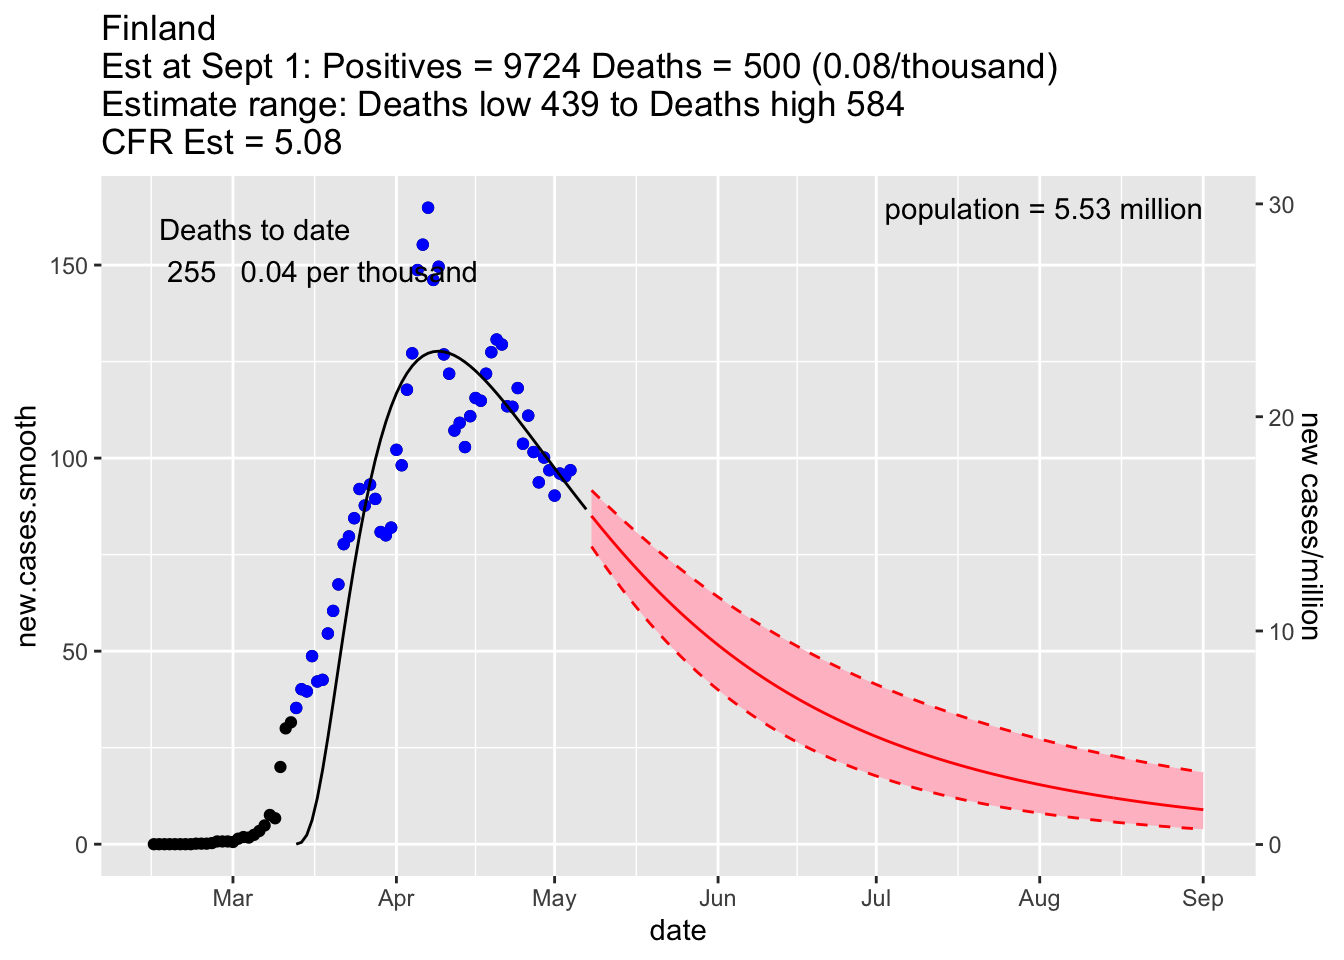 Finland
Est at Sept 1: Positives = 9724 Deaths = 500 (0.08/thousand)
Estimate range: Deaths low 439 to Deaths high 584
CFR Est = 5.08
Deaths to date
255 0.04 per thousand
population = 5.53 million
150
100
50
0
new.cases.smooth
30
20
10
0
new cases/million
Mar Apr May Jun Jul Aug Sep
date